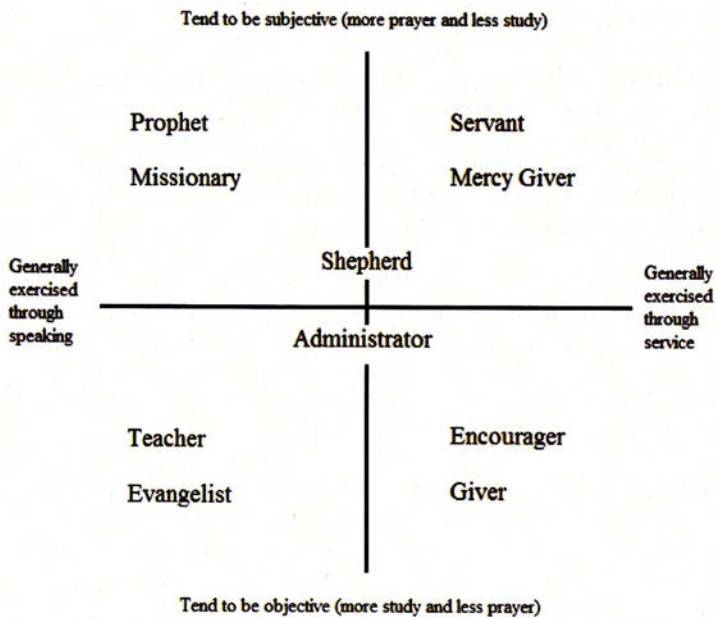 Tend to be subjective (more prayer and less study)
Prophet
Servant
Missionary
Mercy Giver
Shepherd
Generally
exercised
through
speaking
Generally
exercised
through
service
Administrator
Teacher
Encourager
Evangelist
Giver
Tend to be objective (more study and less prayer)